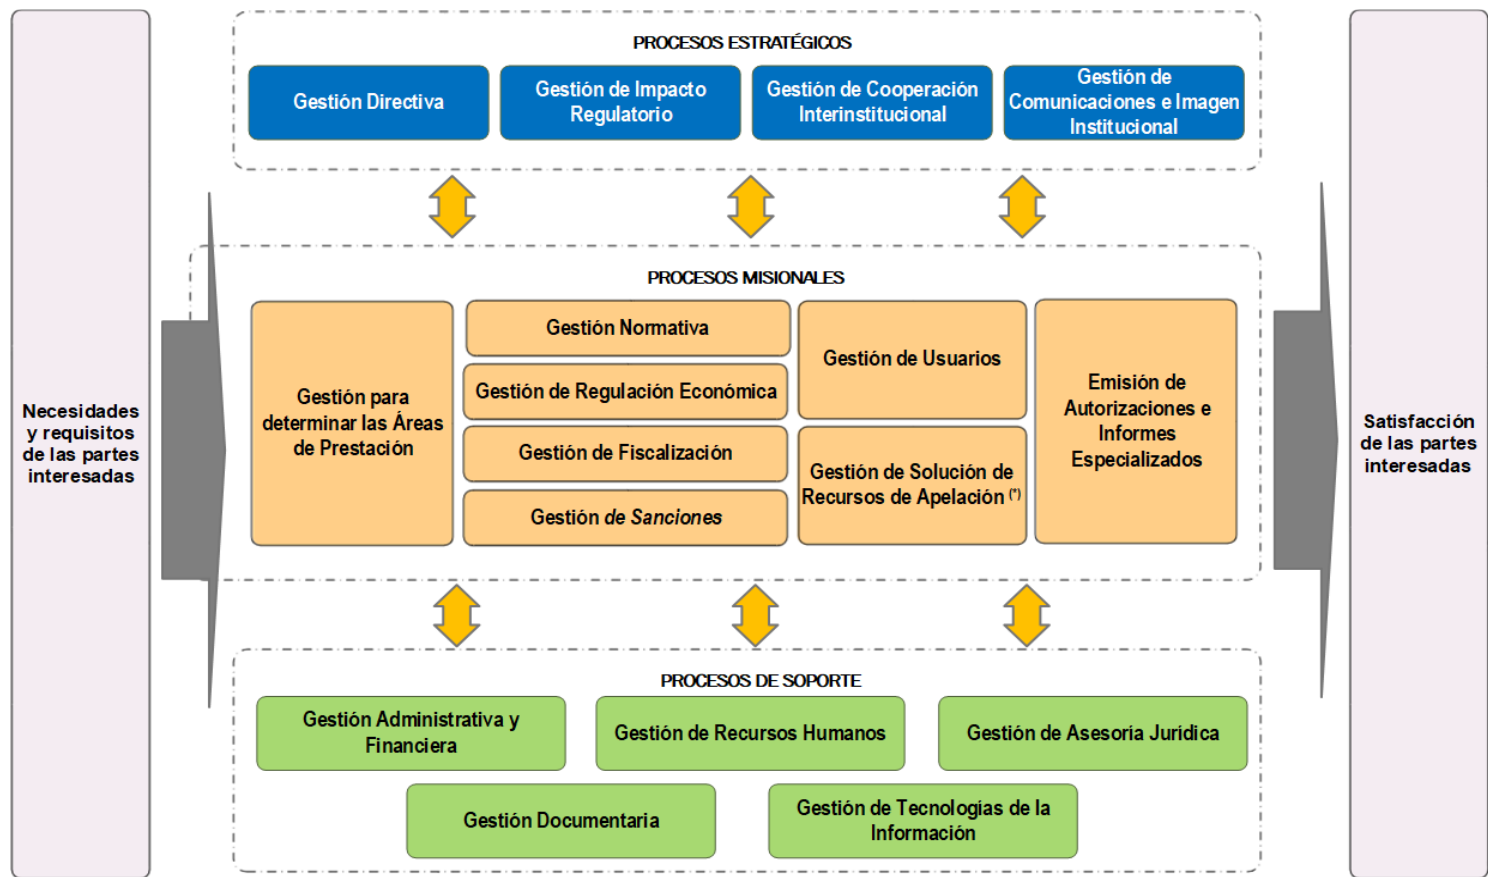 PROCESOS ESTRATÉGICOS
Gestión Directiva
Gestión de Impacto
Regulatorio
Gestión de Cooperación
Interinstitucional
Gestión de
Comunicaciones e Imagen
Institucional
Necesidades
y requisitos
de las partes
interesadas
PROCESOS MISIONALES
Gestión para
determinar las Áreas
de Prestación
Gestión Normativa
Gestión de Regulación Económica
Gestión de Fiscalización
Gestión de Sanciones
Gestión de Usuarios
Gestión de Solución de
Recursos de Apelación (*)
Emisión de
Autorizaciones e
Informes
Especializados
Satisfacción
de las partes
interesadas
PROCESOS DE SOPORTE
Gestión Administrativa y
Financiera
Gestión de Recursos Humanos
Gestión de Asesoría Jurídica
Gestión Documentaria
Gestión de Tecnologías de la
Información